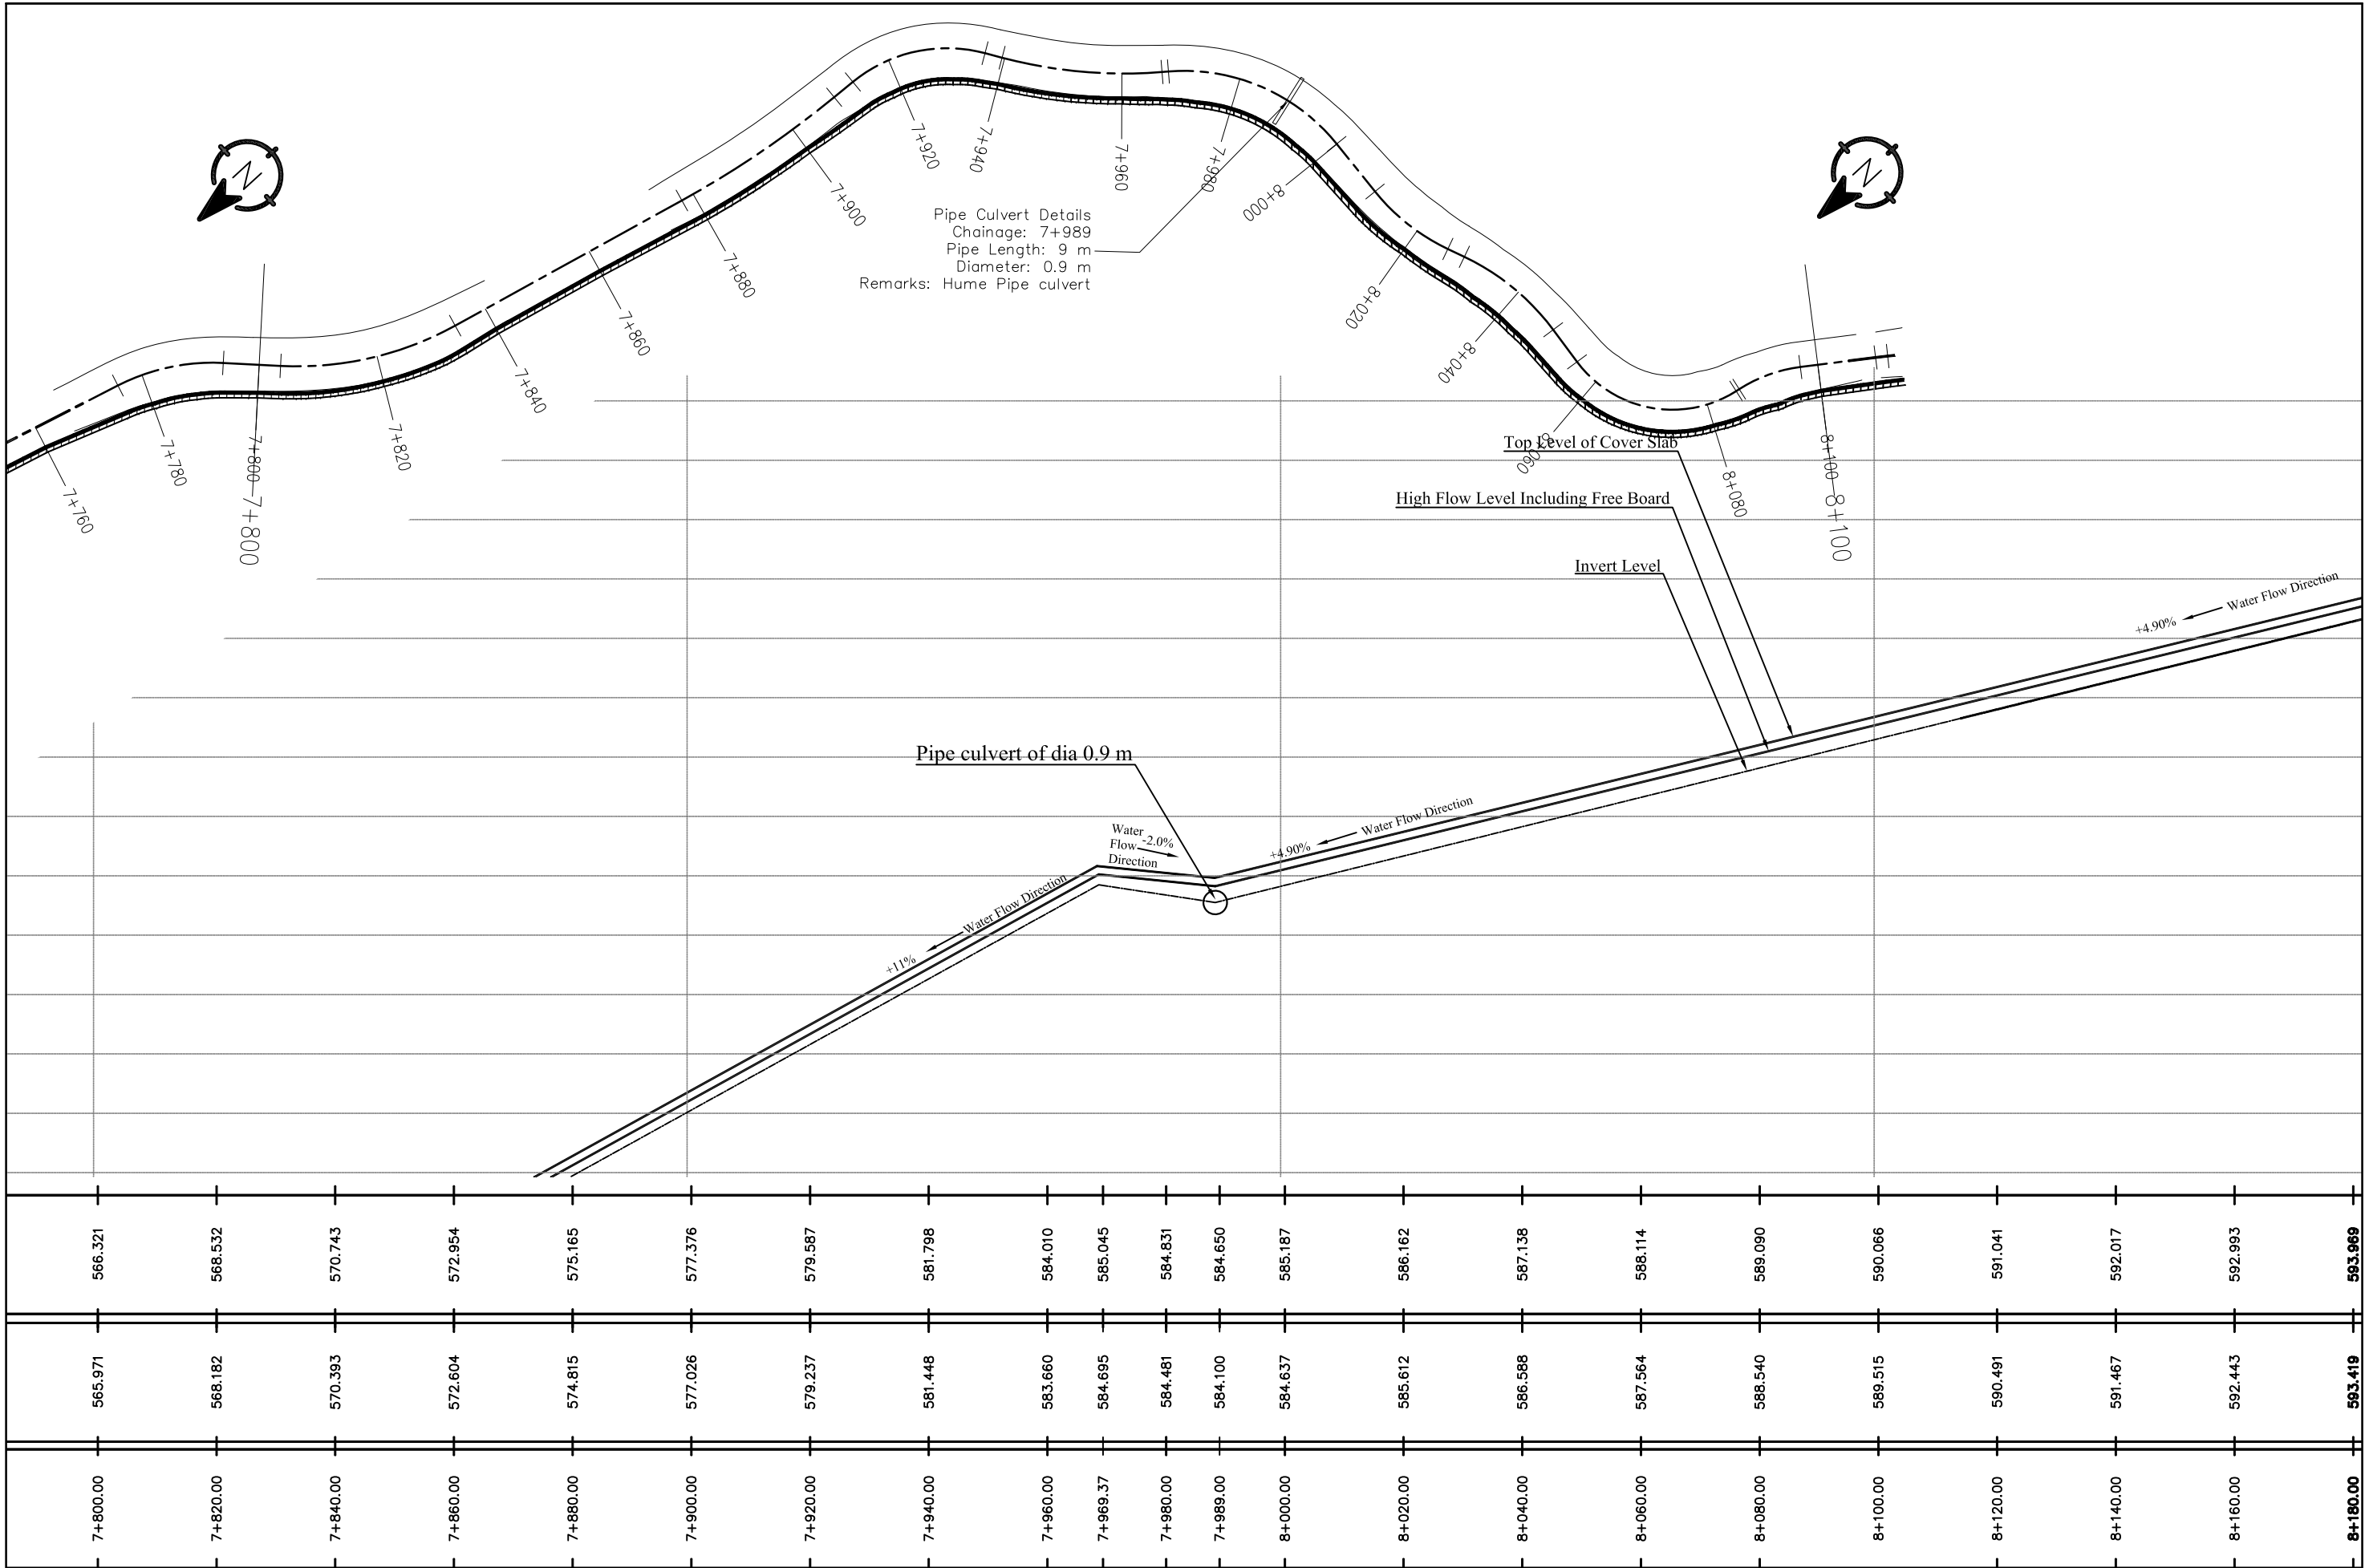 7+760
7+780
7+800
7+800
7+820
7+840
7+860
7+880
7+900
7+920
7+940
7+960
7+980
8+000
8+020
8+040
8+060
8+080
8+100
8+100
N
N
Pipe Culvert Details
Chainage: 7+989
Pipe Length: 9 m
Diameter: 0.9 m
Remarks: Hume Pipe culvert
Top Level of Cover Slab
High Flow Level Including Free Board
Invert Level
Water Flow Direction
+4.90%
Pipe culvert of dia 0.9 m
Water Flow Direction
+4.90%
Water
Flow
Direction
-2.0%
Water Flow Direction
+11%
566.321 568.532 570.743 572.954 575.165 577.376 579.587 581.798 584.010 585.045 584.831 584.650 585.187 586.162 587.138 588.114 589.090 590.066 591.041 592.017 592.993 593.969
565.971 568.182 570.393 572.604 574.815 577.026 579.237 581.448 583.660 584.695 584.481 584.100 584.637 585.612 586.588 587.564 588.540 589.515 590.491 591.467 592.443 593.419
7+800.00 7+820.00 7+840.00 7+860.00 7+880.00 7+900.00 7+920.00 7+940.00 7+960.00 7+969.37 7+980.00 7+989.00 8+000.00 8+020.00 8+040.00 8+060.00 8+080.00 8+100.00 8+120.00 8+140.00 8+160.00 8+180.00